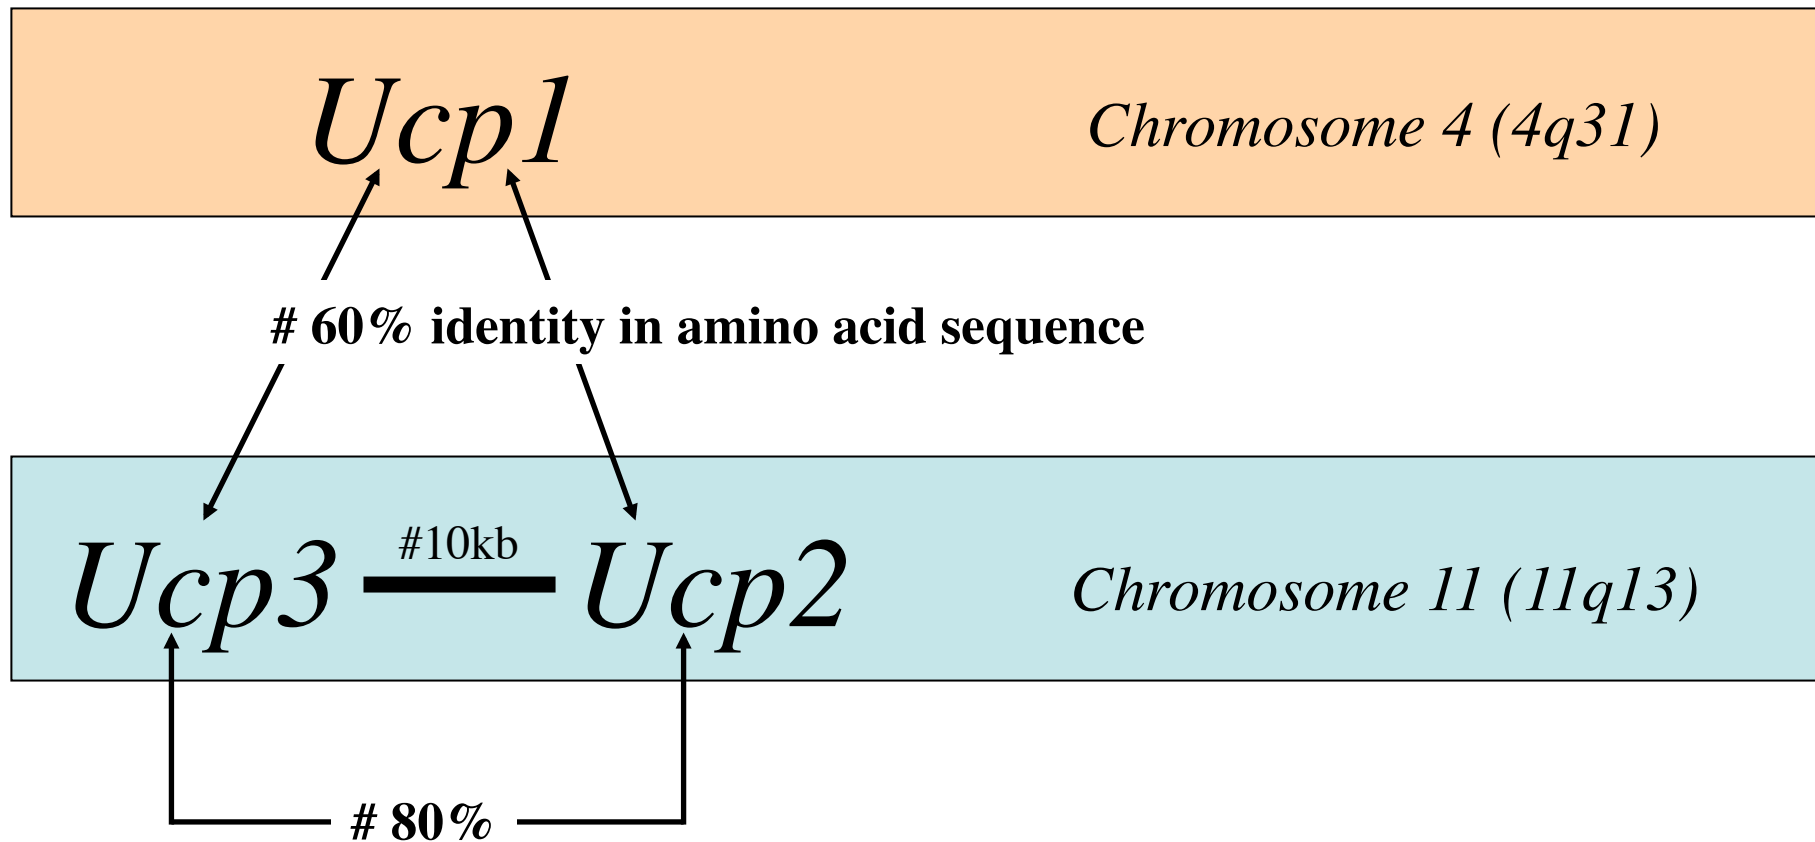 Ucp1
Chromosome 4 (4q31)
# 60% identity in amino acid sequence
Ucp3
#10kb
Ucp2
Chromosome 11 (11q13)
# 80%